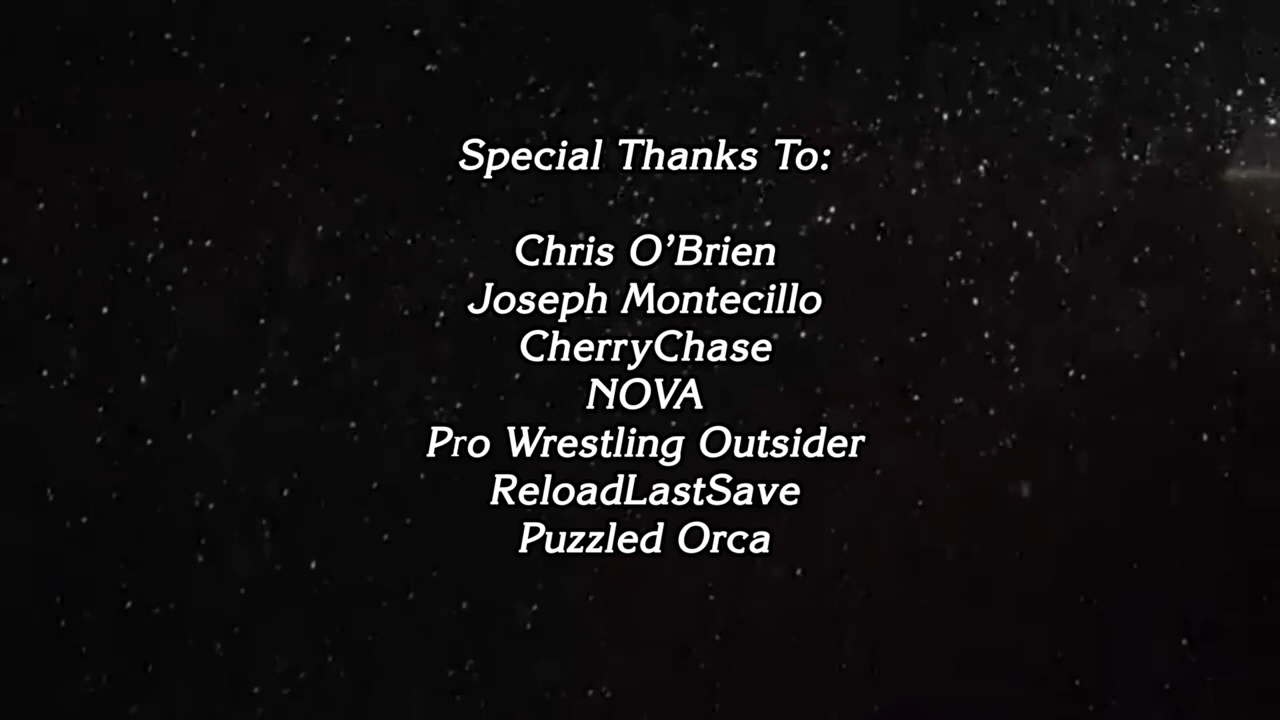 Special Thanks To:
Chris O’Brien
Joseph Montecillo
CherryChase
NOVA
Pro Wrestling Outsider
ReloadLastSave
Puzzled Orca